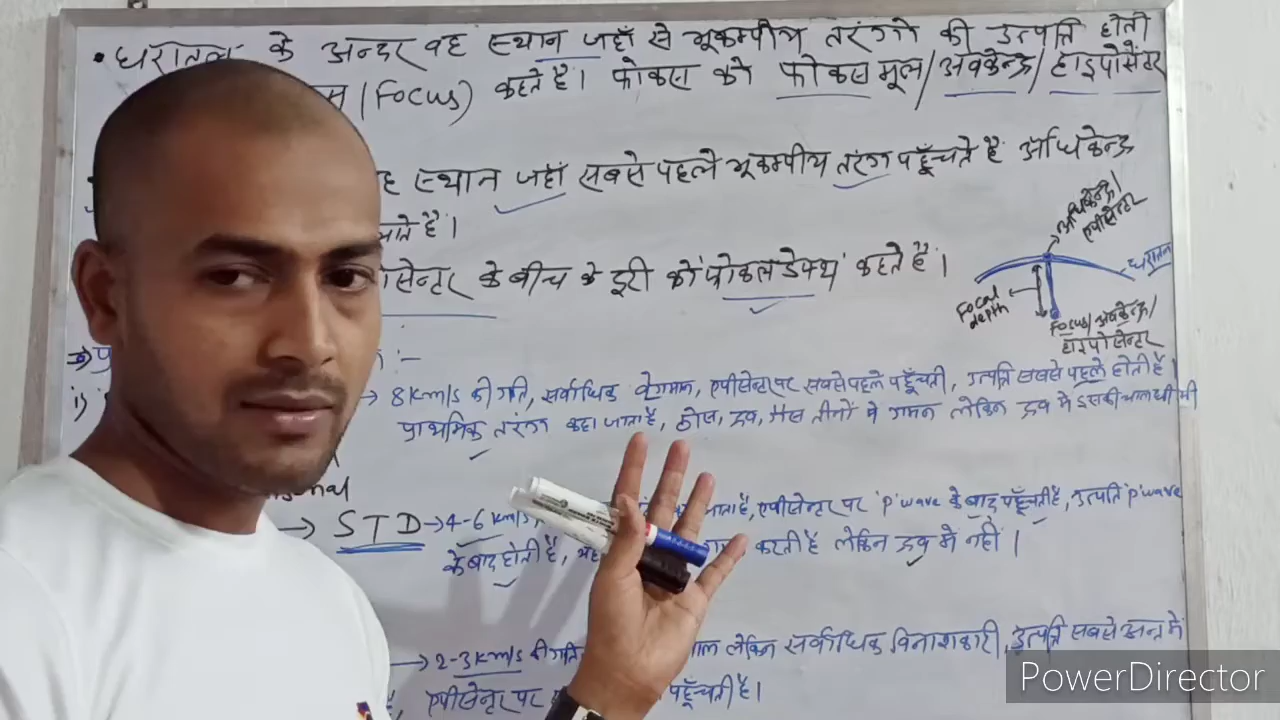 • धरातल के अन्दर वह स्थान जहाँ से भूकम्पीय तरंगो की उत्पत्ति होती
(Focus) कहते है। फोकस को फोकस मूल/अवकेन्द्र/हाइपोसेंटर
स्थान जहाँ सबसे पहले भूकम्पीय तरंग पहुँचते है अधिकेन्द्र
जाते है।
के बीच के दूरी को फोकल डेफ्थ कहते है।
अधिकेन्द्र/
एपीसेन्टर
धरातल
Focal
depth
Focus/अवकेन्द्र/
हाइपोसेन्टर
i) → 8 Km/s की गति, सर्वाधिक वेगमान, एपीसेन्टर पर सबसे पहले पहुँचती, उत्पत्ति सबसे पहले होती है।
प्राथमिक तरंग कहा जाता है, ठोस, द्रव, गैस तीनों मे गमन लेकिन द्रव मे इसकी चाल धीमी
→ STD → 4-6 Km/s, जाता है, एपीसेन्टर पर 'P' wave के बाद पहुँचती है, उत्पत्ति 'P' wave
के बाद होती है, करती है लेकिन द्रव मे नहीं।
→ 2-3 Km/s की गति लेकिन सर्वाधिक विनाशकारी, उत्पत्ति सबसे अन्त मे
एपीसेन्टर पर पहुँचती है।
PowerDirector